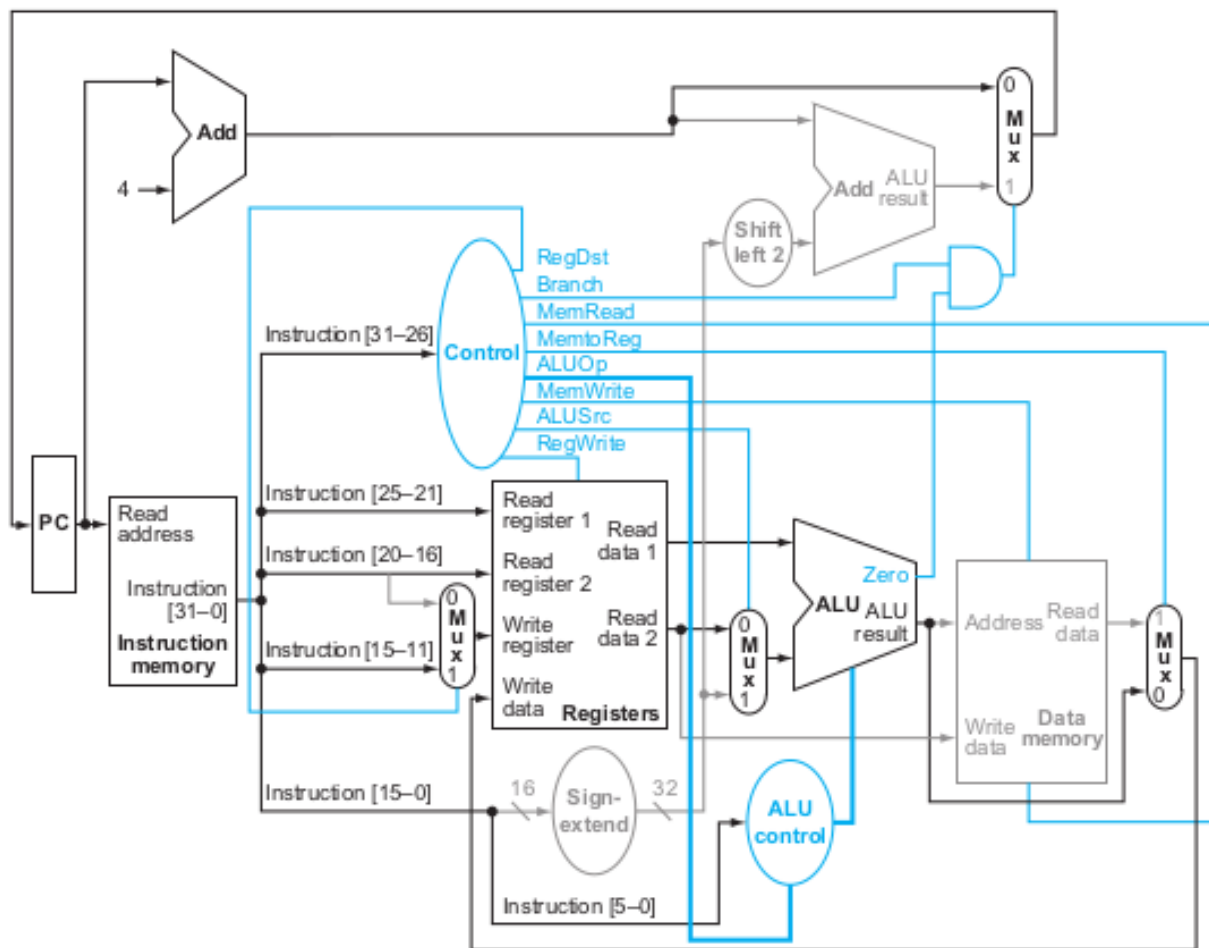 0
M
u
x
1
Add
ALU
result
Add
4
Shift
left 2
RegDst
Branch
MemRead
MemtoReg
ALUOp
MemWrite
ALUSrc
RegWrite
Instruction [31–26]
Control
PC
Read
address
Instruction
[31–0]
Instruction
memory
Instruction [25–21]
Instruction [20–16]
Instruction [15–11]
0
M
u
x
1
Read
register 1
Read
register 2
Write
register
Write
data
Read
data 1
Read
data 2
Registers
0
M
u
x
1
Zero
ALU
ALU
result
Address
Read
data
Write
data
Data
memory
1
M
u
x
0
Instruction [15–0]
16
Sign-
extend
32
ALU
control
Instruction [5–0]